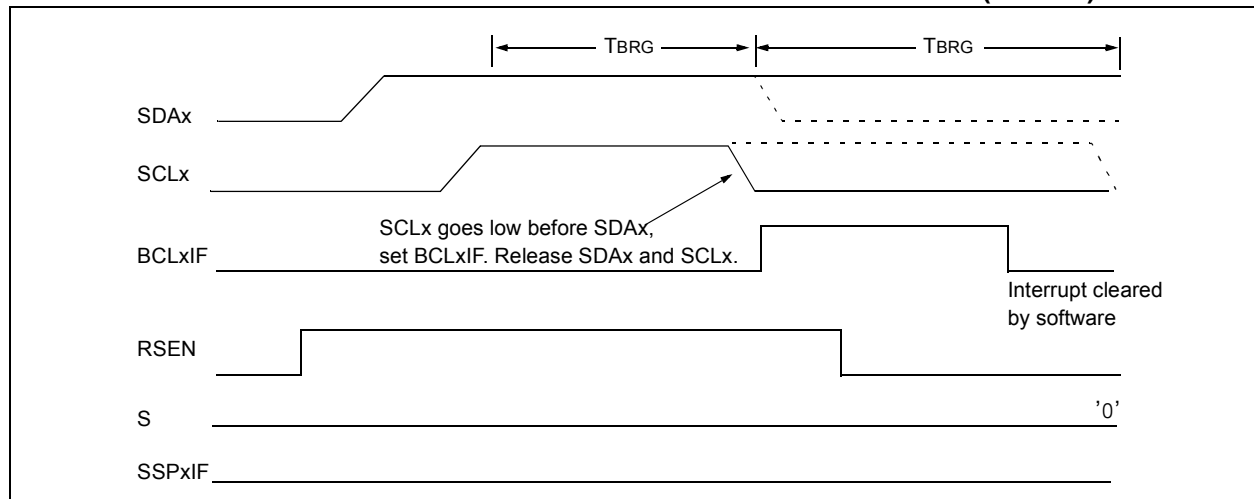 TBRG TBRG
SDAx
SCLx
SCLx goes low before SDAx,
set BCLxIF. Release SDAx and SCLx.
BCLxIF
Interrupt cleared
by software
RSEN
S '0'
SSPxIF